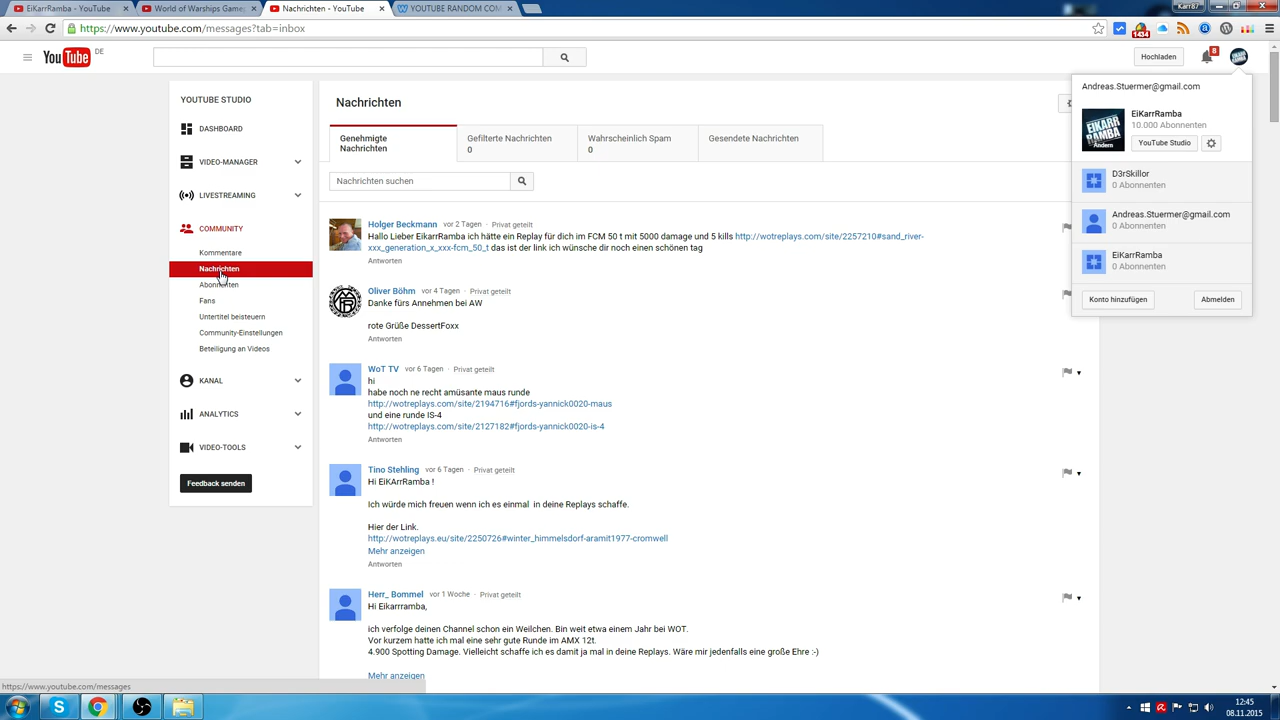 EiKarrRamba - YouTube
World of Warships Game
Nachrichten - YouTube
YOUTUBE RANDOM COM
Karr87
https://www.youtube.com/messages?tab=inbox
1434
YouTube DE
Hochladen
8
YOUTUBE STUDIO
DASHBOARD
VIDEO-MANAGER
LIVESTREAMING
COMMUNITY
Kommentare
Nachrichten
Abonnenten
Fans
Untertitel beisteuern
Community-Einstellungen
Beteiligung an Videos
KANAL
ANALYTICS
VIDEO-TOOLS
Feedback senden
Nachrichten
Genehmigte
Nachrichten
Gefilterte Nachrichten
0
Wahrscheinlich Spam
0
Gesendete Nachrichten
Nachrichten suchen
Holger Beckmann vor 2 Tagen · Privat geteilt
Hallo Lieber EikarrRamba ich hätte ein Replay für dich im FCM 50 t mit 5000 damage und 5 kills http://wotreplays.com/site/2257210#sand_river-
xxx_generation_x_xxx-fcm_50_t das ist der link ich wünsche dir noch einen schönen tag
Antworten
Oliver Böhm vor 4 Tagen · Privat geteilt
Danke fürs Annehmen bei AW
rote Grüße DessertFoxx
Antworten
WoT TV vor 6 Tagen · Privat geteilt
hi
habe noch ne recht amüsante maus runde
http://wotreplays.com/site/2194716#fjords-yannick0020-maus
und eine runde IS-4
http://wotreplays.com/site/2127182#fjords-yannick0020-is-4
Antworten
Tino Stehling vor 6 Tagen · Privat geteilt
Hi EiKArrRamba !
Ich würde mich freuen wenn ich es einmal in deine Replays schaffe.
Hier der Link.
http://wotreplays.eu/site/2250726#winter_himmelsdorf-aramit1977-cromwell
Mehr anzeigen
Antworten
Herr_ Bommel vor 1 Woche · Privat geteilt
Hi Eikarrramba,
ich verfolge deinen Channel schon ein Weilchen. Bin weit etwa einem Jahr bei WOT.
Vor kurzem hatte ich mal eine sehr gute Runde im AMX 12t.
4.900 Spotting Damage. Vielleicht schaffe ich es damit ja mal in deine Replays. Wäre mir jedenfalls eine große Ehre :-)
Mehr anzeigen
Andreas.Stuermer@gmail.com
EIKARR
RAMBA
Ändern
EiKarrRamba
10.000 Abonnenten
YouTube Studio
D3rSkillor
0 Abonnenten
Andreas.Stuermer@gmail.com
0 Abonnenten
EiKarrRamba
0 Abonnenten
Konto hinzufügen
Abmelden
https://www.youtube.com/messages
12:45
08.11.2015